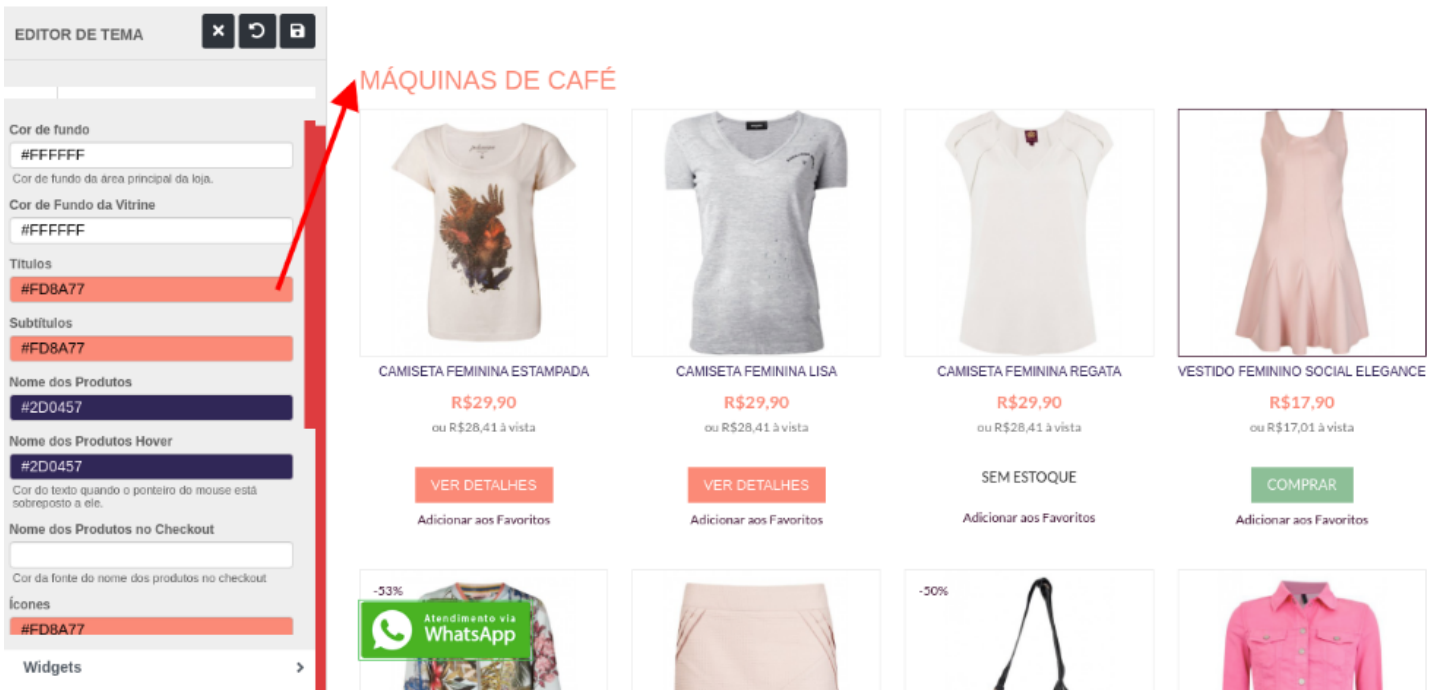 EDITOR DE TEMA
Cor de fundo
#FFFFFF
Cor de fundo da área principal da loja.
Cor de Fundo da Vitrine
#FFFFFF
Títulos
#FD8A77
Subtítulos
#FD8A77
Nome dos Produtos
#2D0457
Nome dos Produtos Hover
#2D0457
Cor do texto quando o ponteiro do mouse está
sobreposto a ele.
Nome dos Produtos no Checkout
Cor da fonte do nome dos produtos no checkout
Ícones
#FD8A77
Widgets
MÁQUINAS DE CAFÉ
CAMISETA FEMININA ESTAMPADA
R$29,90
ou R$28,41 à vista
VER DETALHES
Adicionar aos Favoritos
CAMISETA FEMININA LISA
R$29,90
ou R$28,41 à vista
VER DETALHES
Adicionar aos Favoritos
CAMISETA FEMININA REGATA
R$29,90
ou R$28,41 à vista
SEM ESTOQUE
Adicionar aos Favoritos
VESTIDO FEMININO SOCIAL ELEGANCE
R$17,90
ou R$17,01 à vista
COMPRAR
Adicionar aos Favoritos
-53%
Atendimento via
WhatsApp
-50%